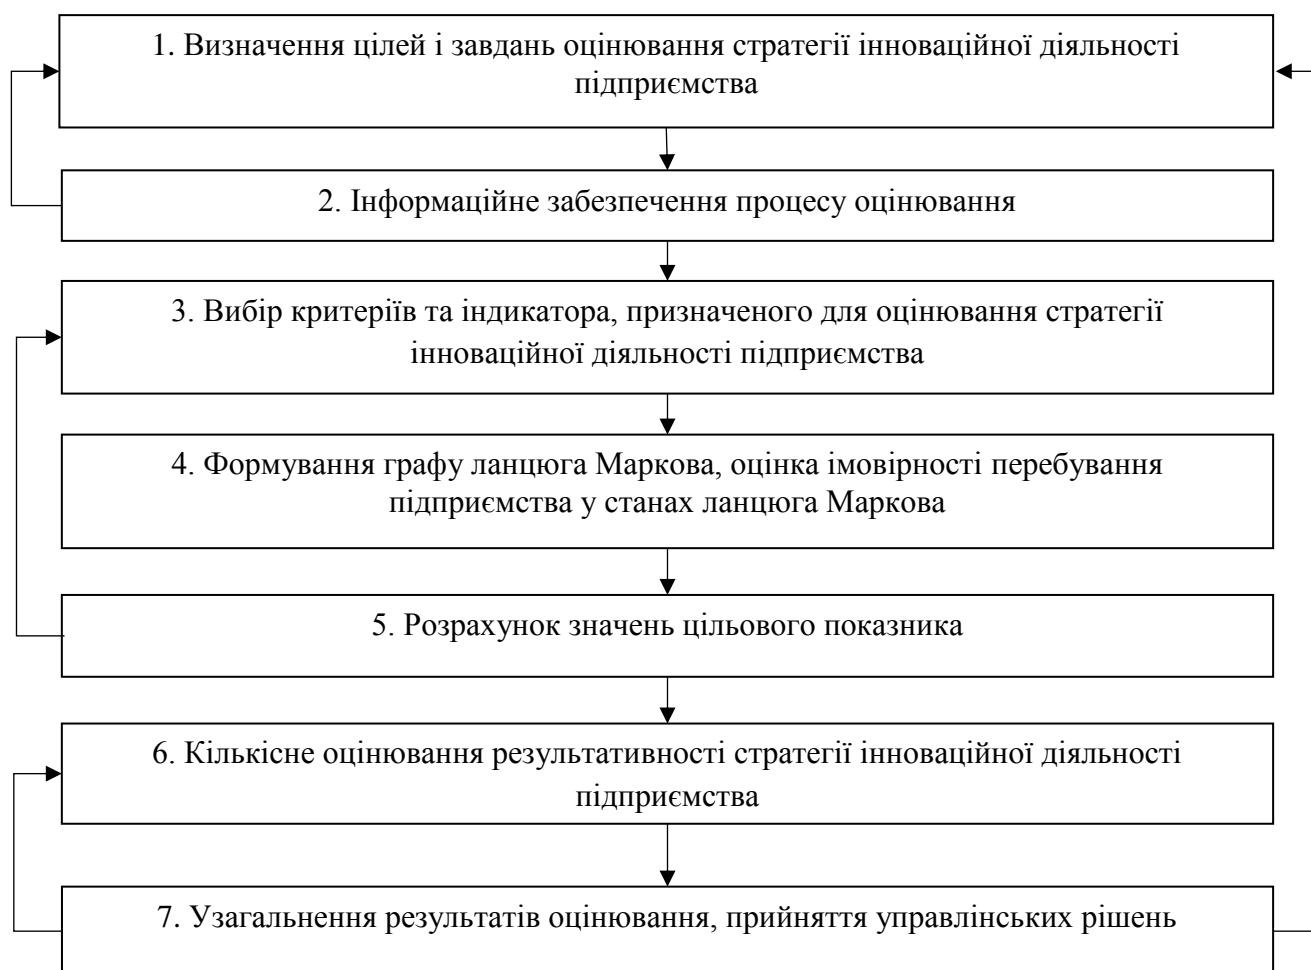 1. Визначення цілей і завдань оцінювання стратегії інноваційної діяльності
підприємства
2. Інформаційне забезпечення процесу оцінювання
3. Вибір критеріїв та індикатора, призначеного для оцінювання стратегії
інноваційної діяльності підприємства
4. Формування графу ланцюга Маркова, оцінка імовірності перебування
підприємства у станах ланцюга Маркова
5. Розрахунок значень цільового показника
6. Кількісне оцінювання результативності стратегії інноваційної діяльності
підприємства
7. Узагальнення результатів оцінювання, прийняття управлінських рішень